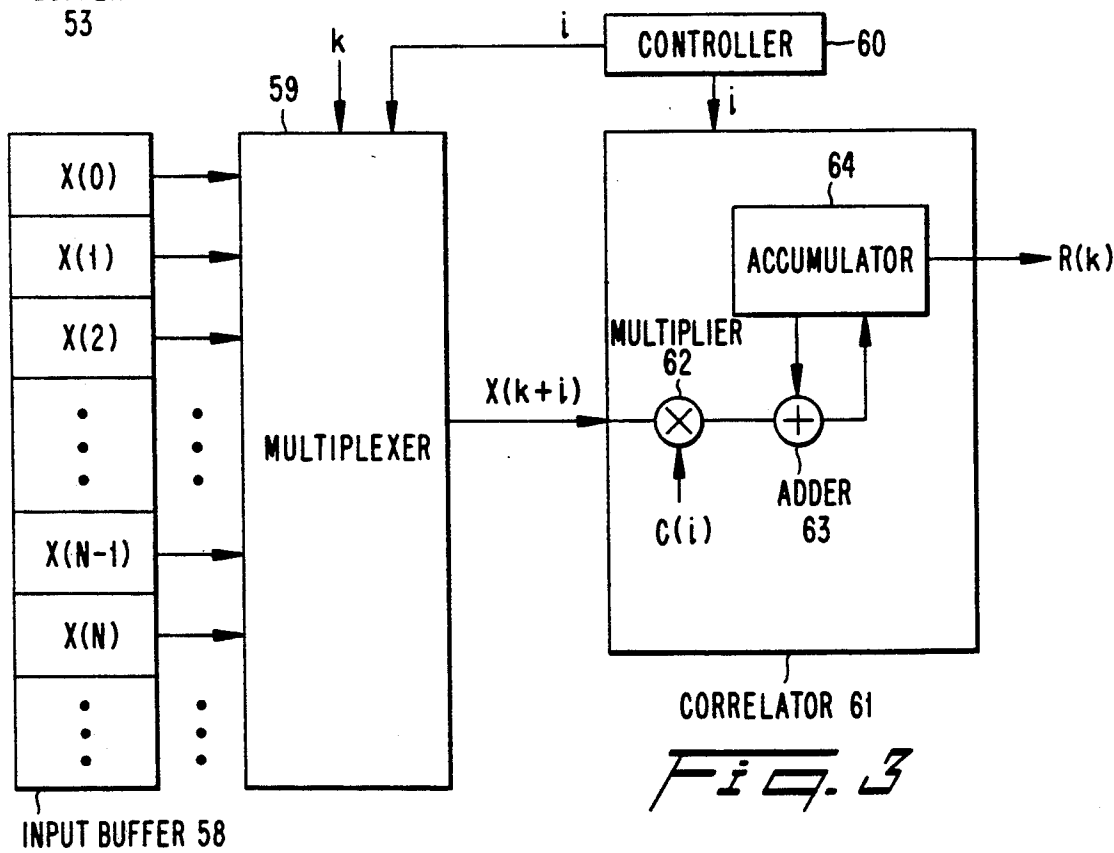 53
k
i
CONTROLLER
60
59
i
X(0)
X(1)
X(2)
X(N-1)
X(N)
MULTIPLEXER
X(k+i)
64
ACCUMULATOR
R(k)
MULTIPLIER
62
C(i)
ADDER
63
CORRELATOR 61
Fig. 3
INPUT BUFFER 58